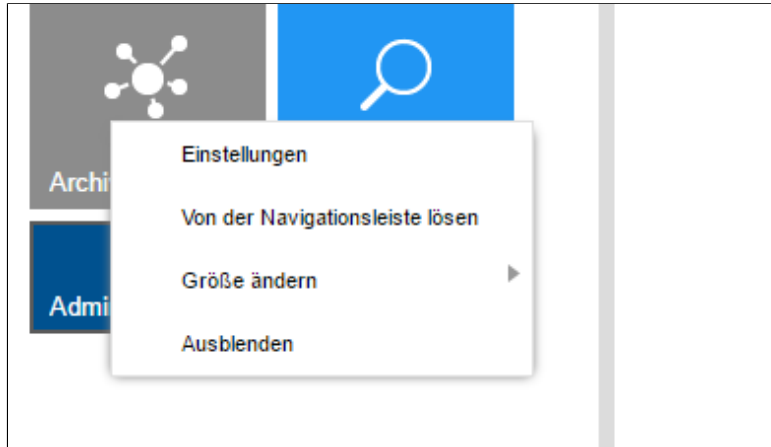 Archi
Einstellungen
Von der Navigationsleiste lösen
Größe ändern
Admi
Ausblenden